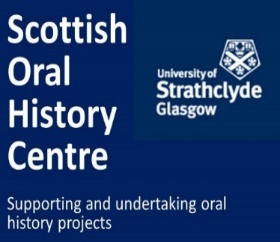 Scottish
Oral
History
Centre
University of
Strathclyde
Glasgow
Supporting and undertaking oral
history projects